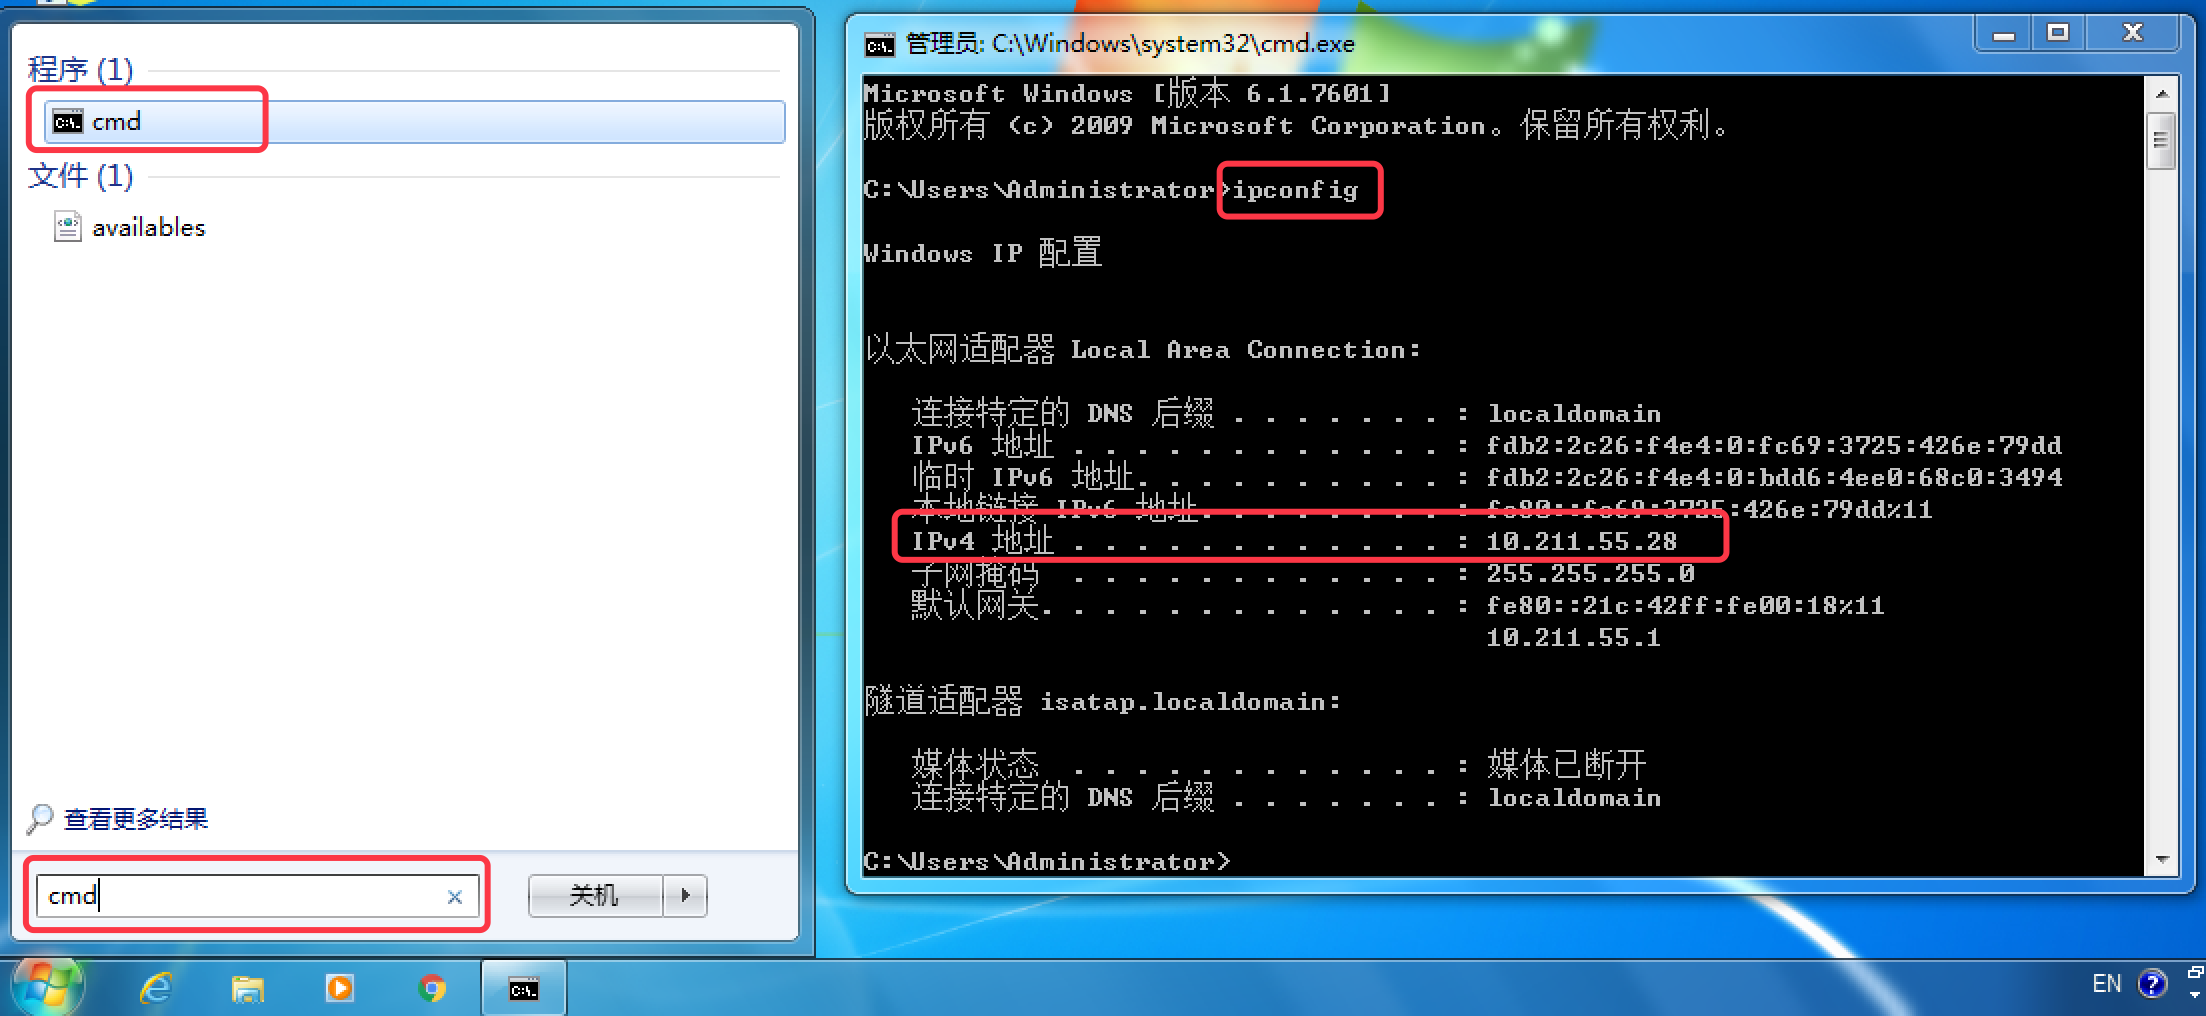 程序 (1)
cmd
文件 (1)
availables
查看更多结果
cmd
关机
管理员: C:\Windows\system32\cmd.exe
Microsoft Windows [版本 6.1.7601]
版权所有 (c) 2009 Microsoft Corporation。保留所有权利。
C:\Users\Administrator>ipconfig
Windows IP 配置
以太网适配器 Local Area Connection:
连接特定的 DNS 后缀 . . . . . . . : localdomain
IPv6 地址 . . . . . . . . . . . . : fdb2:2c26:f4e4:0:fc69:3725:426e:79dd
临时 IPv6 地址. . . . . . . . . . : fdb2:2c26:f4e4:0:bdd6:4ee0:68c0:3494
本地链接 IPv6 地址. . . . . . . . : fe80::fc69:3725:426e:79dd%11
IPv4 地址 . . . . . . . . . . . . : 10.211.55.28
子网掩码  . . . . . . . . . . . . : 255.255.255.0
默认网关. . . . . . . . . . . . . : fe80::21c:42ff:fe00:18%11
10.211.55.1
隧道适配器 isatap.localdomain:
媒体状态  . . . . . . . . . . . . : 媒体已断开
连接特定的 DNS 后缀 . . . . . . . : localdomain
C:\Users\Administrator>
EN